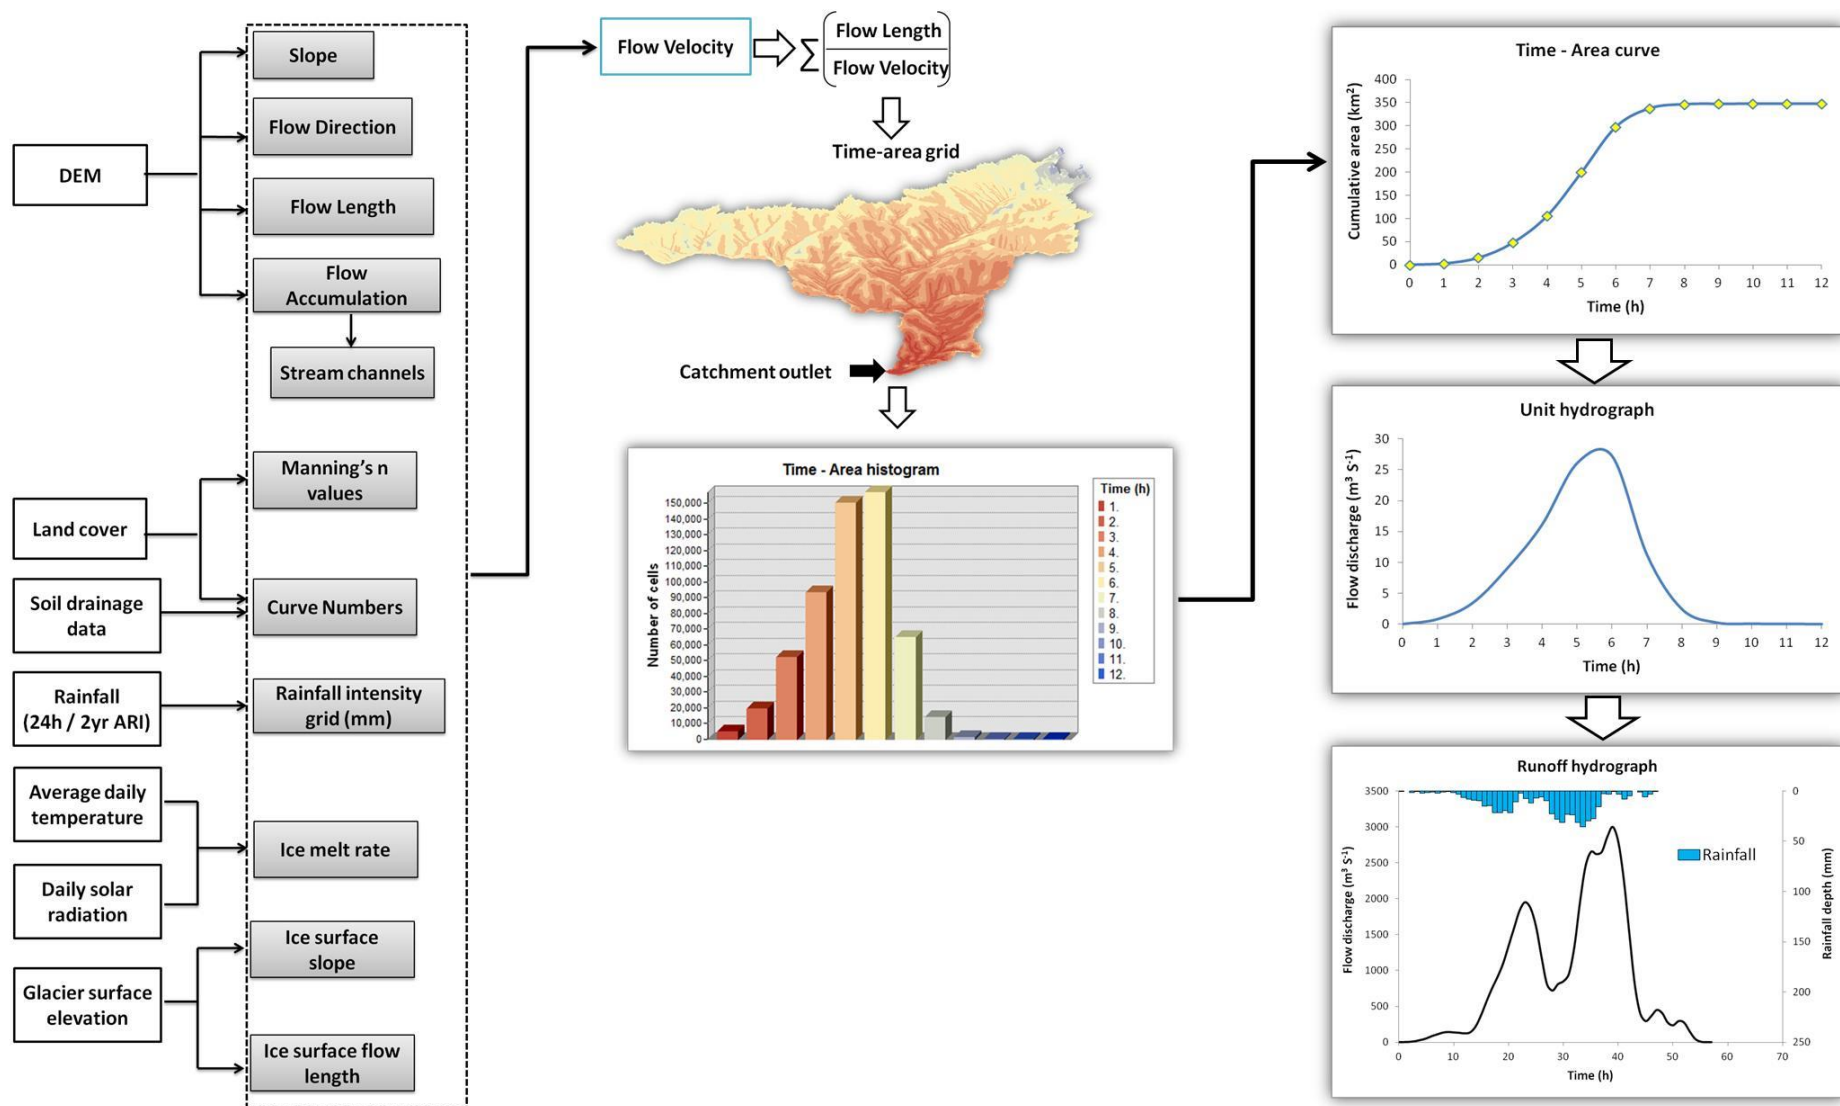 DEM
Land cover
Soil drainage
data
Rainfall
(24h / 2yr ARI)
Average daily
temperature
Daily solar
radiation
Glacier surface
elevation
Slope
Flow Direction
Flow Length
Flow
Accumulation
Stream channels
Manning's n
values
Curve Numbers
Rainfall intensity
grid (mm)
Ice melt rate
Ice surface
slope
Ice surface flow
length
Flow Velocity
∑
Flow Length
Flow Velocity
Time-area grid
Catchment outlet
Time - Area histogram
Number of cells
150,000
140,000
130,000
120,000
110,000
100,000
90,000
80,000
70,000
60,000
50,000
40,000
30,000
20,000
10,000
0
Time (h)
1.
2.
3.
4.
5.
6.
7.
8.
9.
10.
11.
12.
Time - Area curve
Cumulative area (km²)
400
350
300
250
200
150
100
50
0
0 1 2 3 4 5 6 7 8 9 10 11 12
Time (h)
Unit hydrograph
Flow discharge (m³ S⁻¹)
30
25
20
15
10
5
0
0 1 2 3 4 5 6 7 8 9 10 11 12
Time (h)
Runoff hydrograph
Flow discharge (m³ S⁻¹)
3500
3000
2500
2000
1500
1000
500
0
0 10 20 30 40 50 60 70
Time (h)
Rainfall
0
50
100
150
200
250
Rainfall depth (mm)